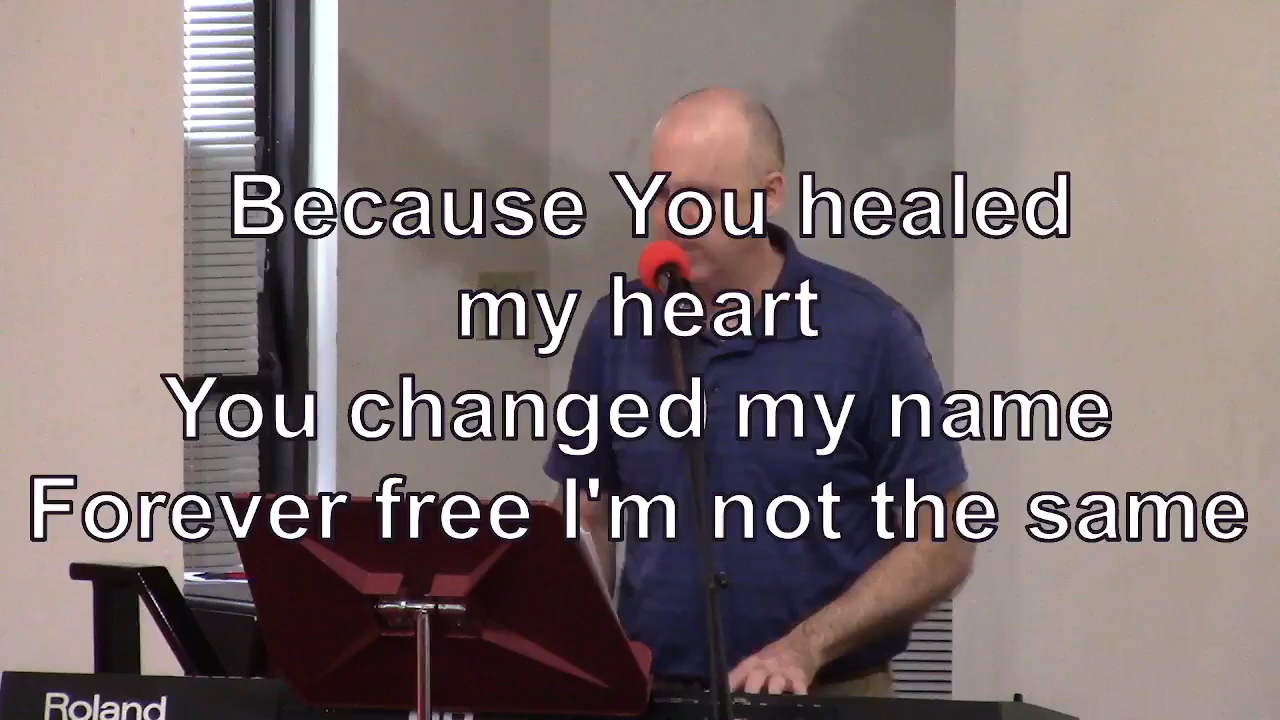 Because You healed
my heart
You changed my name
Forever free I'm not the same
Roland